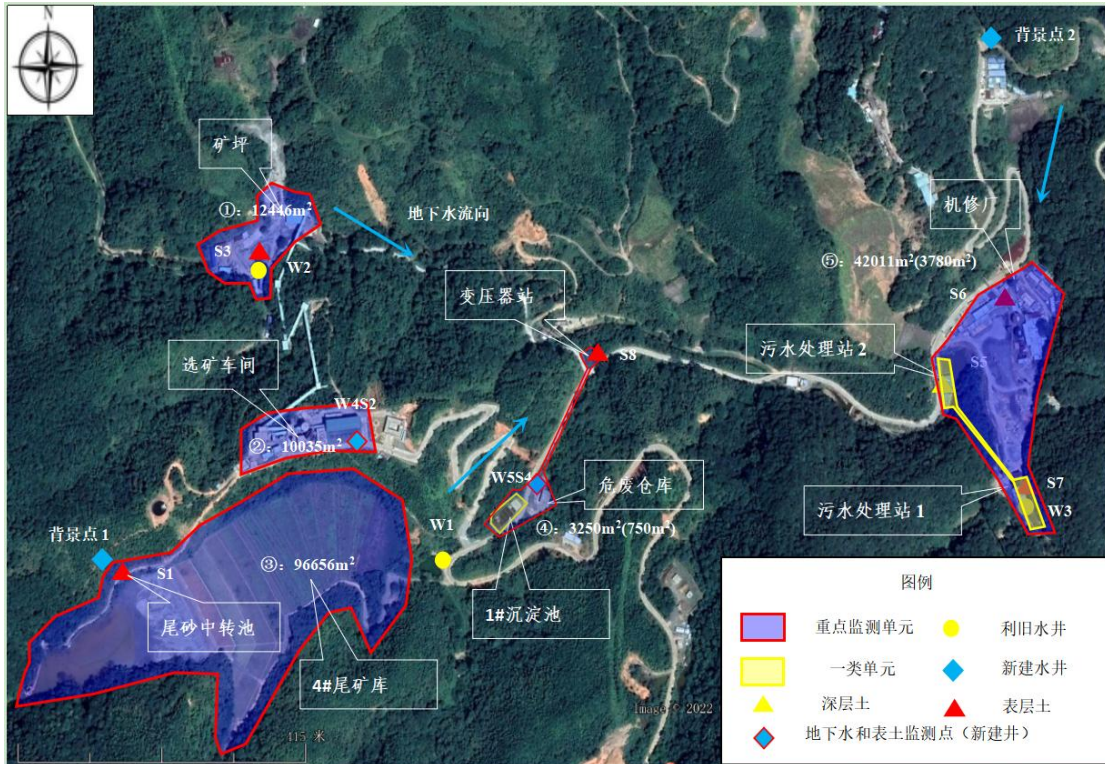 背景点2
矿坪
①：12446m²
地下水流向
机修厂
S3
W2
⑤：42011m²(3780m²)
变压器站
S6
S8
污水处理站2
S5
选矿车间
W4S2
②：10035m²
W5S4
危废仓库
S7
W3
污水处理站1
背景点1
W1
④：3250m²(750m²)
③：96656m²
S1
尾砂中转池
1#沉淀池
4#尾矿库
Image © 2022
415 米
图例
重点监测单元
利旧水井
一类单元
新建水井
深层土
表层土
地下水和表土监测点（新建井）